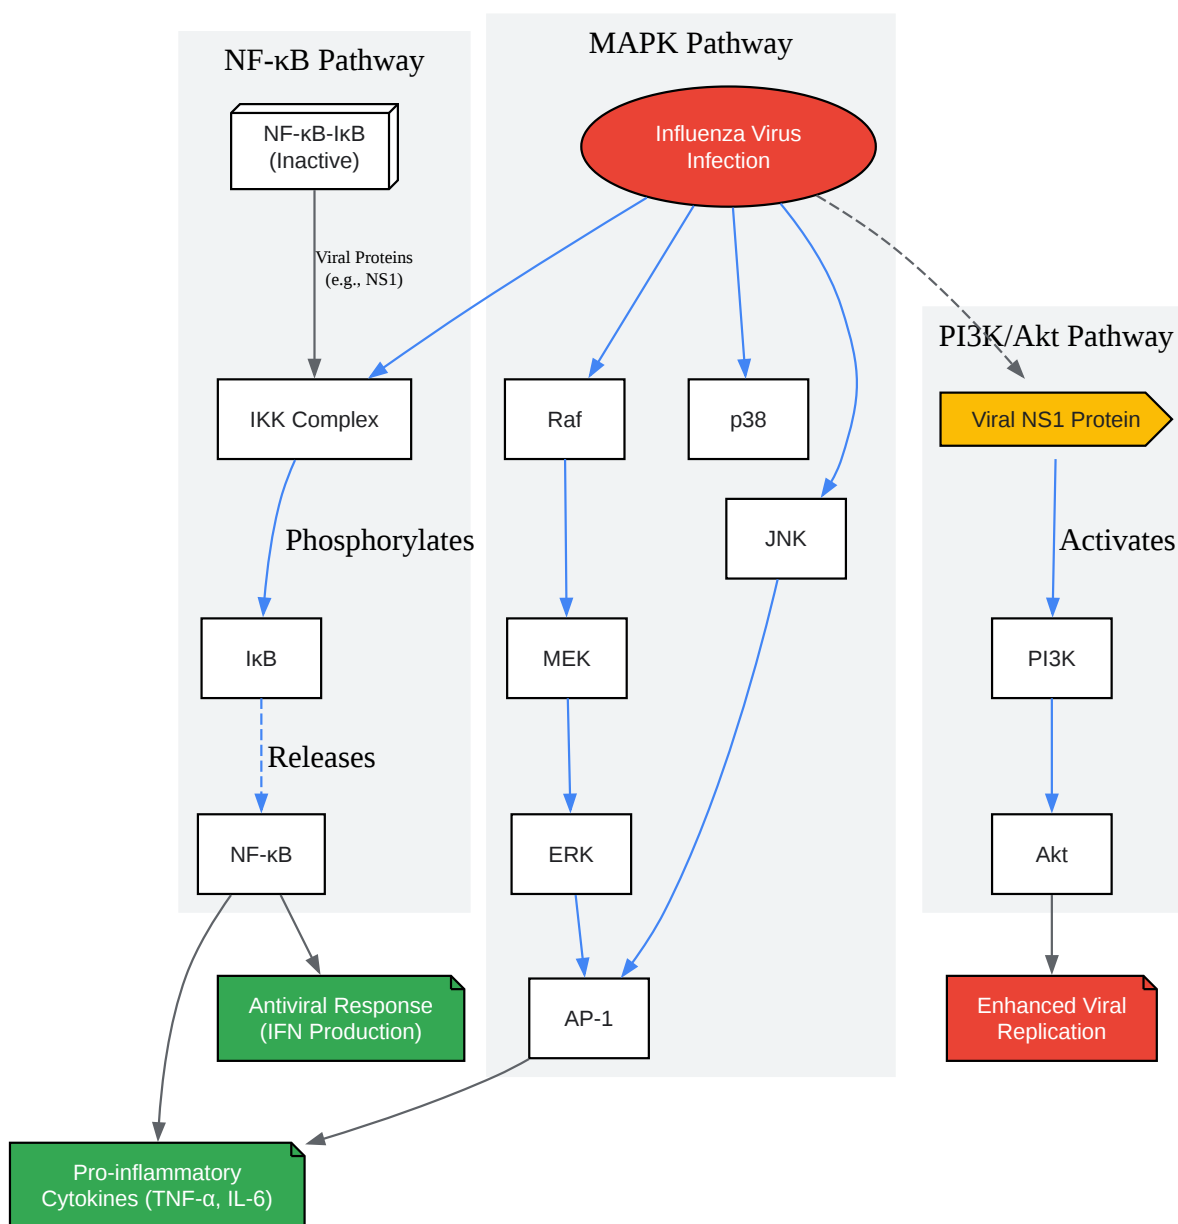 NF-κB Pathway
MAPK Pathway
NF-κB-IκB
(Inactive)
Influenza Virus
Infection
Viral Proteins
(e.g., NS1)
PI3K/Akt Pathway
IKK Complex
Raf
p38
Viral NS1 Protein
Phosphorylates
JNK
Activates
IκB
MEK
PI3K
Releases
NF-κB
ERK
Akt
Antiviral Response
(IFN Production)
AP-1
Enhanced Viral
Replication
Pro-inflammatory
Cytokines (TNF-α, IL-6)